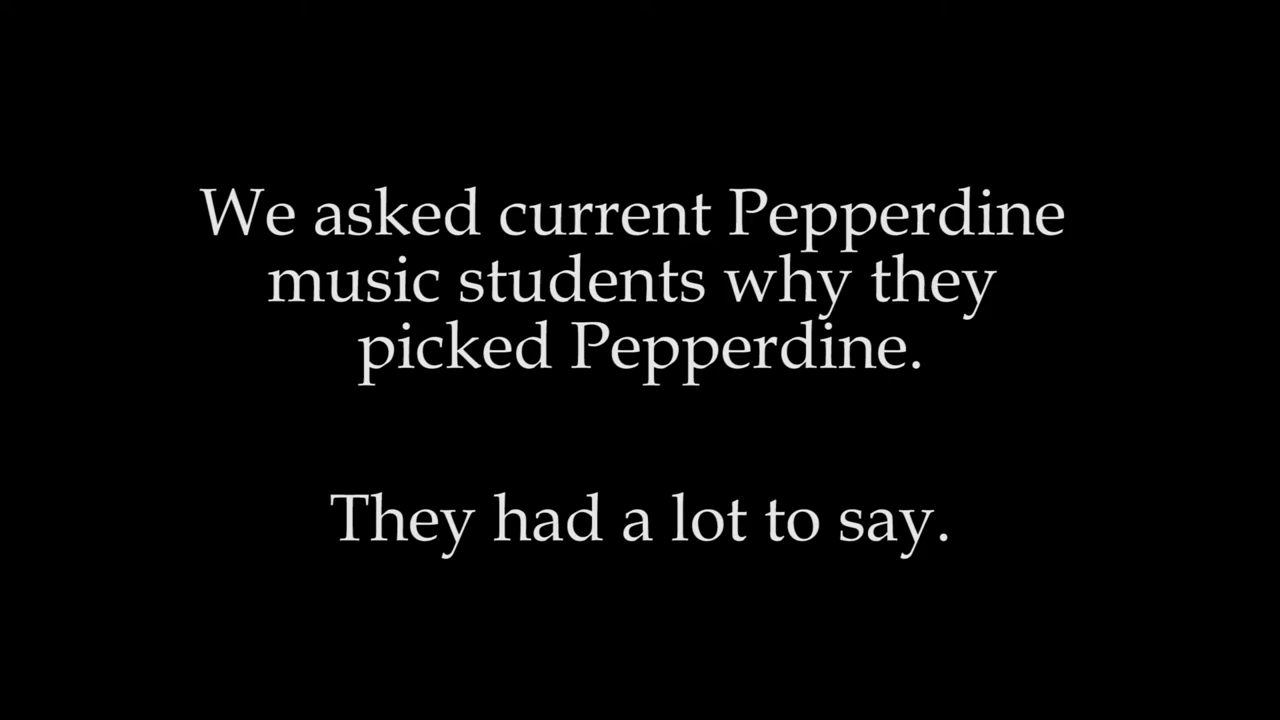 We asked current Pepperdine
music students why they
picked Pepperdine.
They had a lot to say.